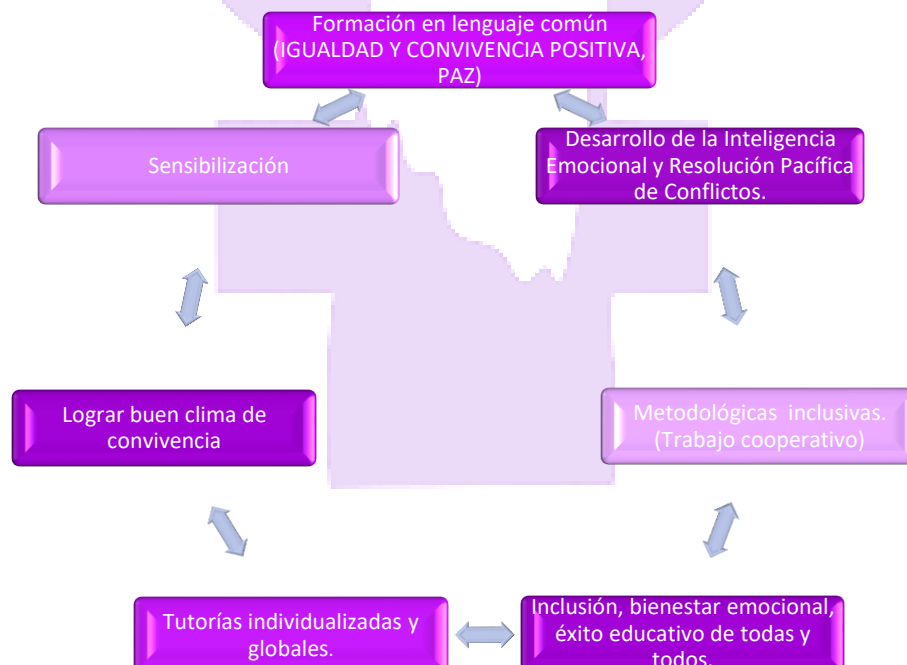 Formación en lenguaje común
(IGUALDAD Y CONVIVENCIA POSITIVA,
PAZ)
Sensibilización
Desarrollo de la Inteligencia
Emocional y Resolución Pacífica
de Conflictos.
Lograr buen clima de
convivencia
Metodológicas inclusivas.
(Trabajo cooperativo)
Tutorías individualizadas y
globales.
Inclusión, bienestar emocional,
éxito educativo de todas y
todos.